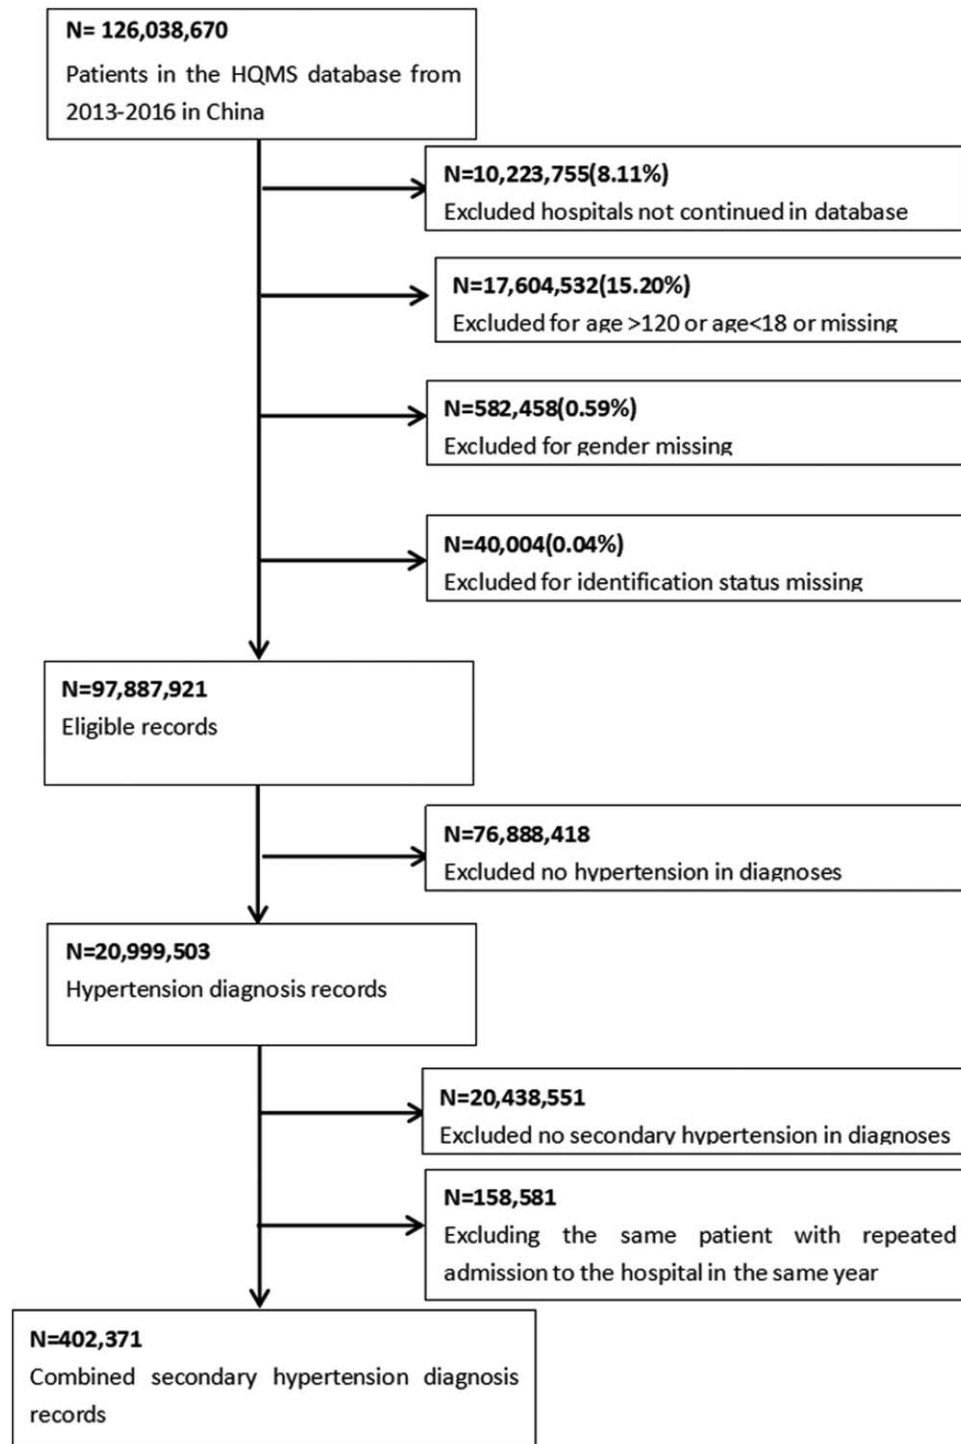 N= 126,038,670
Patients in the HQMS database from
2013-2016 in China
N=10,223,755(8.11%)
Excluded hospitals not continued in database
N=17,604,532(15.20%)
Excluded for age >120 or age<18 or missing
N=582,458(0.59%)
Excluded for gender missing
N=40,004(0.04%)
Excluded for identification status missing
N=97,887,921
Eligible records
N=76,888,418
Excluded no hypertension in diagnoses
N=20,999,503
Hypertension diagnosis records
N=20,438,551
Excluded no secondary hypertension in diagnoses
N=158,581
Excluding the same patient with repeated
admission to the hospital in the same year
N=402,371
Combined secondary hypertension diagnosis
records